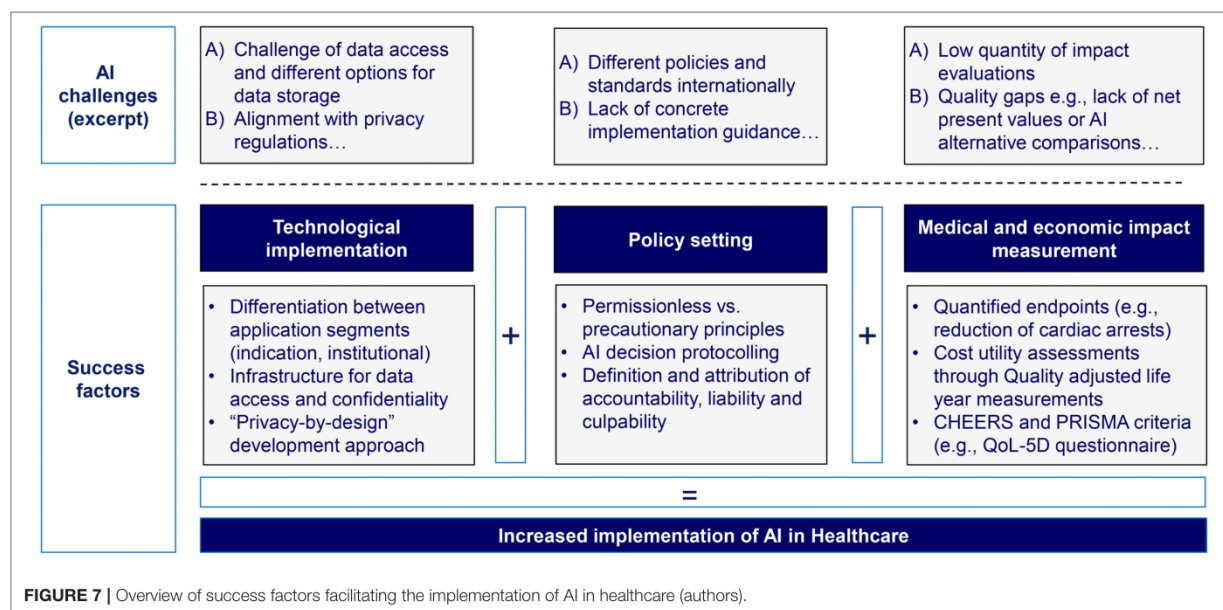 AI
challenges
(excerpt)
A) Challenge of data access
and different options for
data storage
B) Alignment with privacy
regulations…
A) Different policies and
standards internationally
B) Lack of concrete
implementation guidance…
A) Low quantity of impact
evaluations
B) Quality gaps e.g., lack of net
present values or AI
alternative comparisons…
Success
factors
Technological
implementation
• Differentiation between
application segments
(indication, institutional)
• Infrastructure for data
access and confidentiality
• “Privacy-by-design”
development approach
+
Policy setting
• Permissionless vs.
precautionary principles
• AI decision protocolling
• Definition and attribution of
accountability, liability and
culpability
+
Medical and economic impact
measurement
• Quantified endpoints (e.g.,
reduction of cardiac arrests)
• Cost utility assessments
through Quality adjusted life
year measurements
• CHEERS and PRISMA criteria
(e.g., QoL-5D questionnaire)
=
Increased implementation of AI in Healthcare
FIGURE 7 | Overview of success factors facilitating the implementation of AI in healthcare (authors).